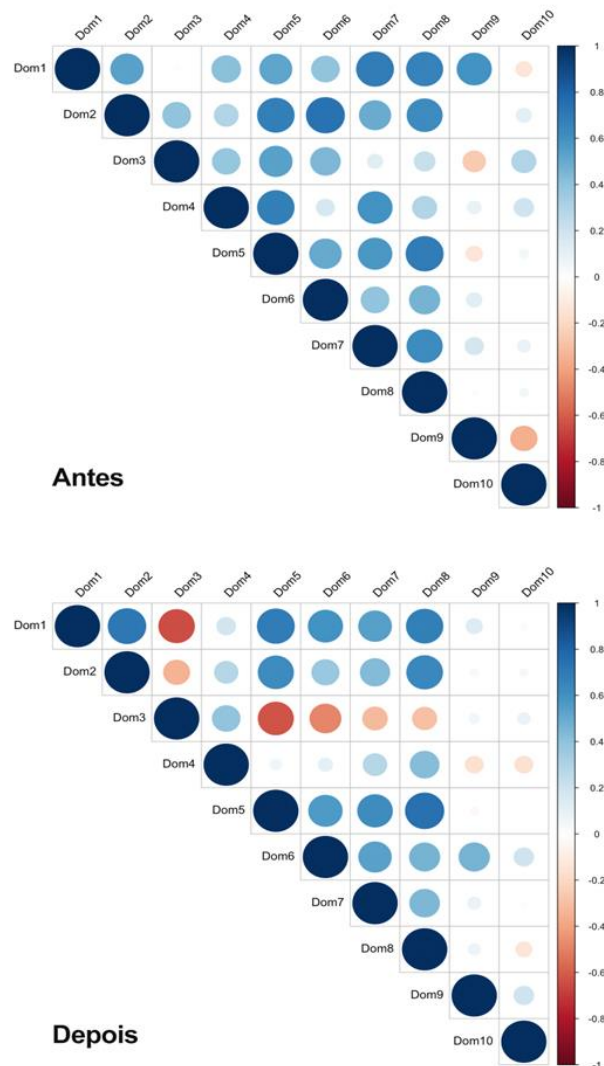 Dom1 Dom2 Dom3 Dom4 Dom5 Dom6 Dom7 Dom8 Dom9 Dom10
Dom1
Dom2
Dom3
Dom4
Dom5
Dom6
Dom7
Dom8
Dom9
Dom10
1
0.8
0.6
0.4
0.2
0
-0.2
-0.4
-0.6
-0.8
-1
Antes
Dom1 Dom2 Dom3 Dom4 Dom5 Dom6 Dom7 Dom8 Dom9 Dom10
Dom1
Dom2
Dom3
Dom4
Dom5
Dom6
Dom7
Dom8
Dom9
Dom10
1
0.8
0.6
0.4
0.2
0
-0.2
-0.4
-0.6
-0.8
-1
Depois